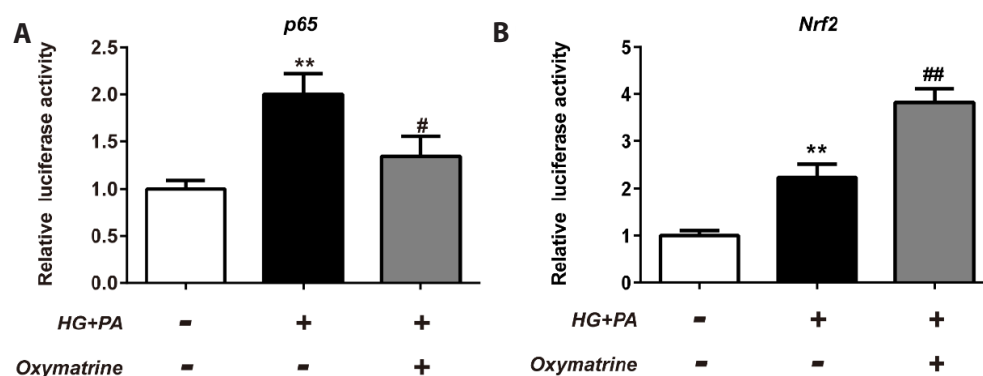 A
p65
Relative luciferase activity
2.5
2.0
1.5
1.0
0.5
0.0
**
#
HG+PA - + +
Oxymatrine - - +
B
Nrf2
Relative luciferase activity
5
4
3
2
1
0
**
##
HG+PA - + +
Oxymatrine - - +